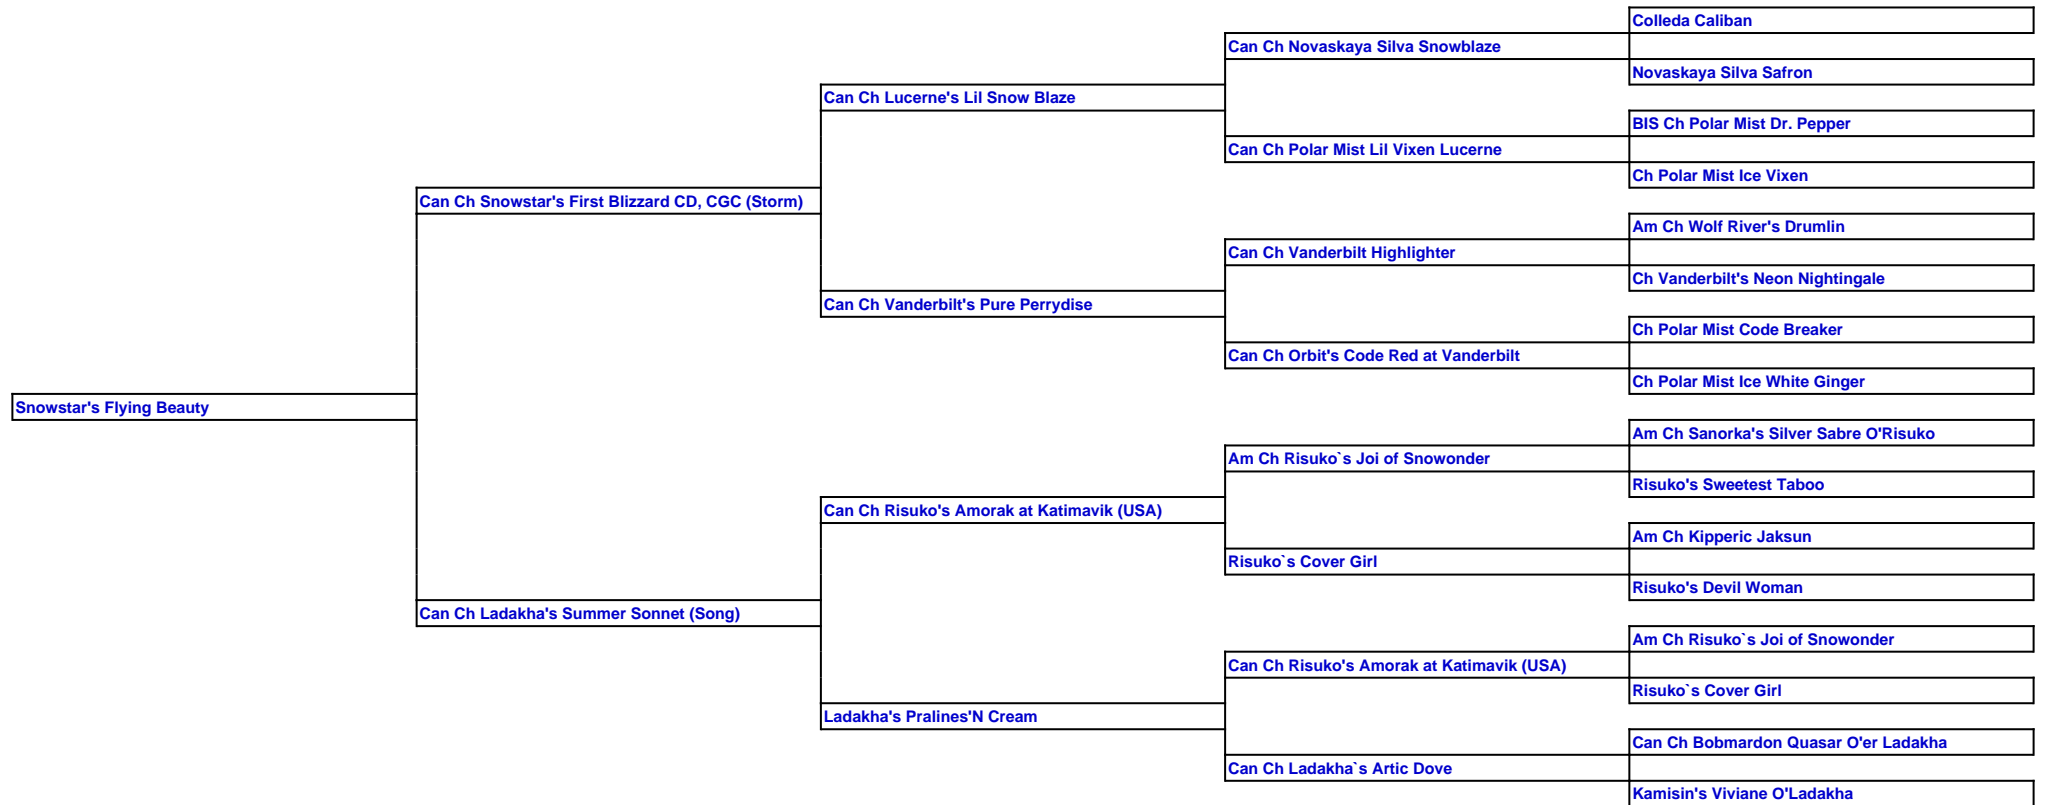 Colleda Caliban
Can Ch Novaskaya Silva Snowblaze
Novaskaya Silva Safron
Can Ch Lucerne's Lil Snow Blaze
BIS Ch Polar Mist Dr. Pepper
Can Ch Polar Mist Lil Vixen Lucerne
Ch Polar Mist Ice Vixen
Can Ch Snowstar's First Blizzard CD, CGC (Storm)
Am Ch Wolf River's Drumlin
Can Ch Vanderbilt Highlighter
Ch Vanderbilt's Neon Nightingale
Can Ch Vanderbilt's Pure Perrydise
Ch Polar Mist Code Breaker
Can Ch Orbit's Code Red at Vanderbilt
Ch Polar Mist Ice White Ginger
Snowstar's Flying Beauty
Am Ch Sanorka's Silver Sabre O'Risuko
Am Ch Risuko`s Joi of Snowonder
Risuko's Sweetest Taboo
Can Ch Risuko's Amorak at Katimavik (USA)
Am Ch Kipperic Jaksun
Risuko`s Cover Girl
Risuko's Devil Woman
Can Ch Ladakha's Summer Sonnet (Song)
Am Ch Risuko`s Joi of Snowonder
Can Ch Risuko's Amorak at Katimavik (USA)
Risuko`s Cover Girl
Ladakha's Pralines'N Cream
Can Ch Bobmardon Quasar O'er Ladakha
Can Ch Ladakha`s Artic Dove
Kamisin's Viviane O'Ladakha